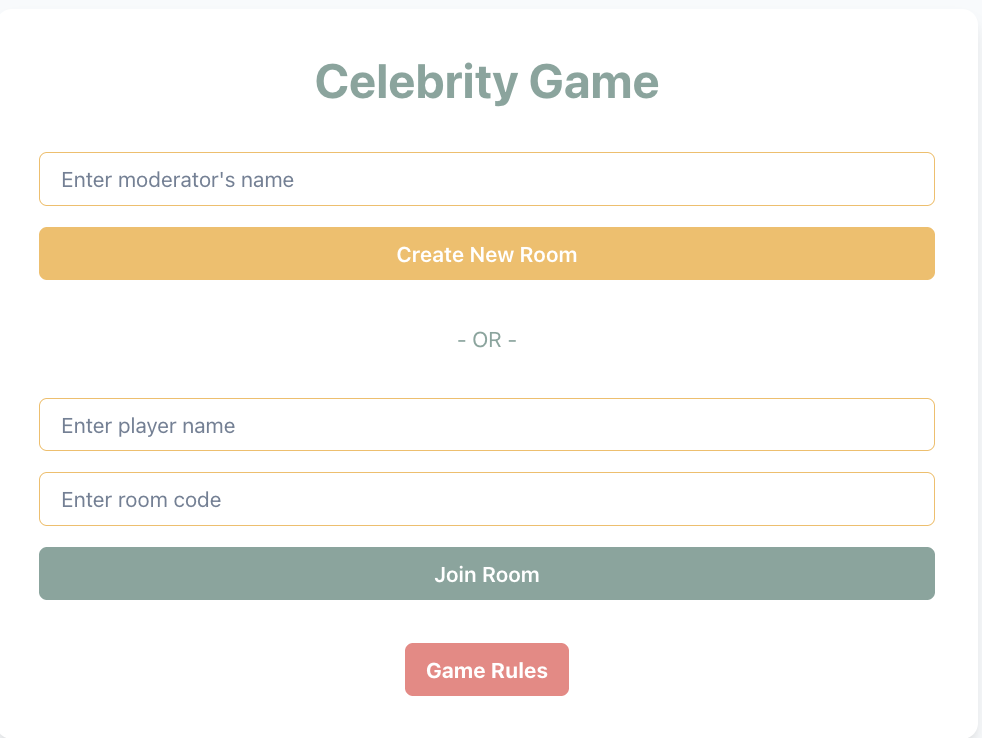 Celebrity Game
Enter moderator's name
Create New Room
- OR -
Enter player name
Enter room code
Join Room
Game Rules